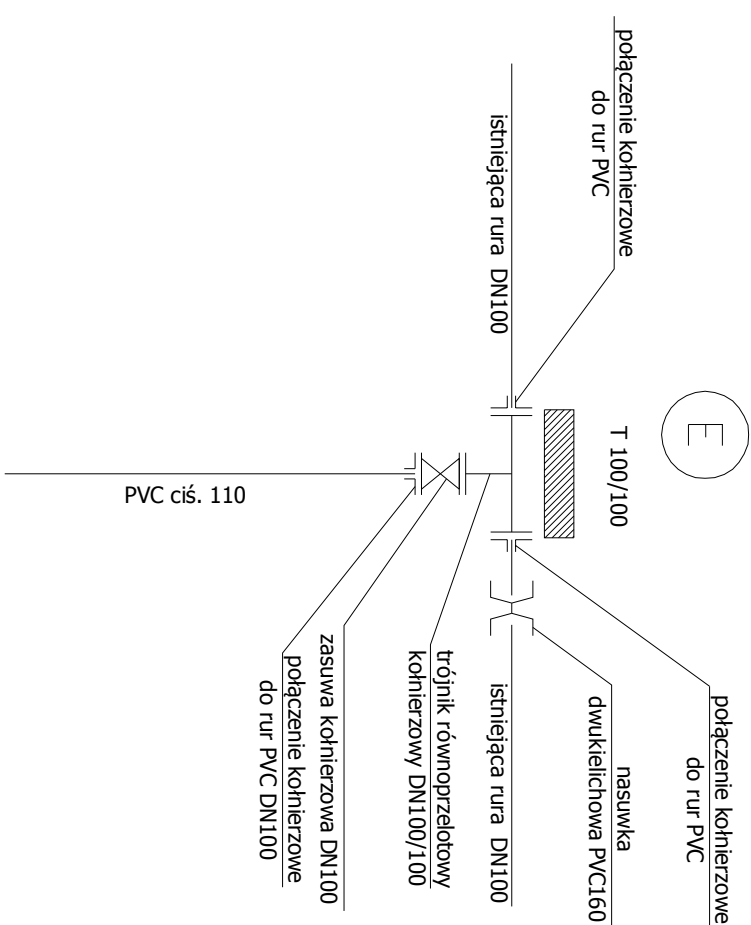 E
T 100/100
połączenie kołnierzowe
do rur PVC
istniejąca rura DN100
połączenie kołnierzowe
do rur PVC
nasuwka
dwukielichowa PVC160
istniejąca rura DN100
trójnik równoprzelotowy
kołnierzowy DN100/100
zasuwa kołnierzowa DN100
połączenie kołnierzowe
do rur PVC DN100
PVC ciś. 110